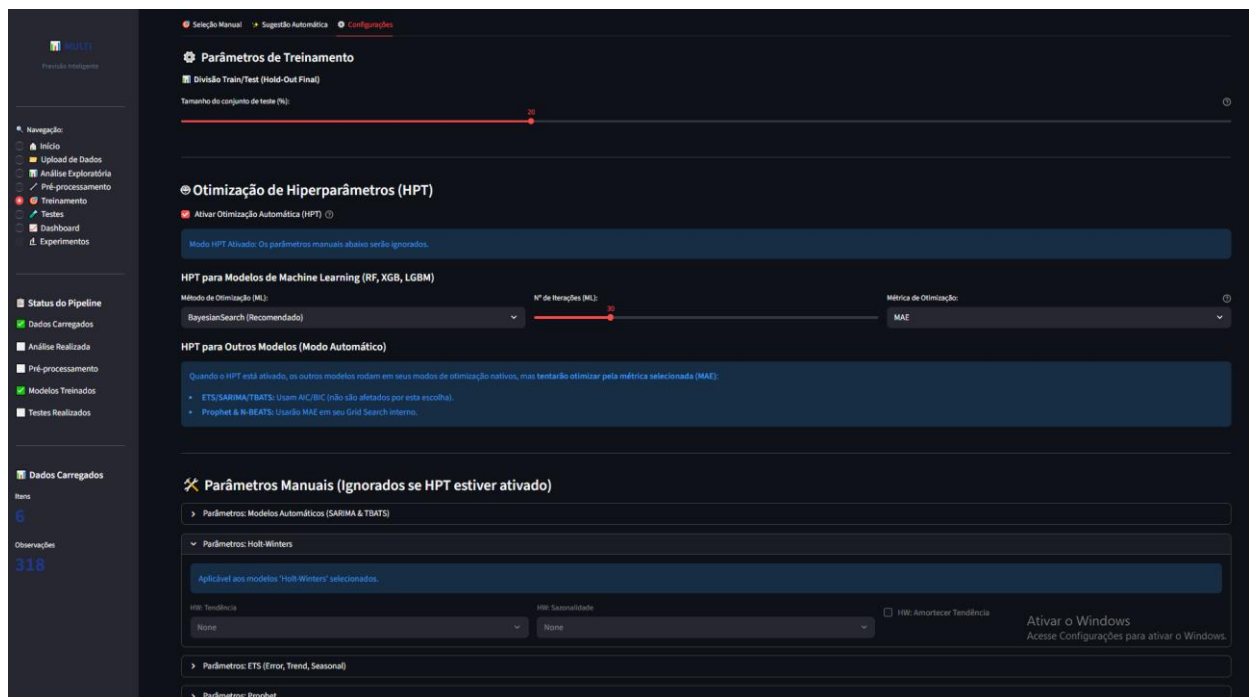 MULTI
Previsão Inteligente
Navegação:
Início
Upload de Dados
Análise Exploratória
Pré-processamento
Treinamento
Testes
Dashboard
Experimentos
Status do Pipeline
Dados Carregados
Análise Realizada
Pré-processamento
Modelos Treinados
Testes Realizados
Dados Carregados
Itens
6
Observações
318
Seleção Manual Sugestão Automática Configurações
Parâmetros de Treinamento
Divisão Train/Test (Hold-Out Final)
Tamanho do conjunto de teste (%):
20
Otimização de Hiperparâmetros (HPT)
Ativar Otimização Automática (HPT)
Modo HPT Ativado: Os parâmetros manuais abaixo serão ignorados.
HPT para Modelos de Machine Learning (RF, XGB, LGBM)
Método de Otimização (ML): Nº de Iterações (ML): Métrica de Otimização:
30
BayesianSearch (Recomendado) MAE
HPT para Outros Modelos (Modo Automático)
Quando o HPT está ativado, os outros modelos rodam em seus modos de otimização nativos, mas tentarão otimizar pela métrica selecionada (MAE):
• ETS/SARIMA/TBATS: Usam AIC/BIC (não são afetados por esta escolha).
• Prophet & N-BEATS: Usarão MAE em seu Grid Search interno.
Parâmetros Manuais (Ignorados se HPT estiver ativado)
Parâmetros: Modelos Automáticos (SARIMA & TBATS)
Parâmetros: Holt-Winters
Aplicável aos modelos 'Holt-Winters' selecionados.
HW: Tendência HW: Sazonalidade
None None HW: Amortecer Tendência
Ativar o Windows
Acesse Configurações para ativar o Windows.
Parâmetros: ETS (Error, Trend, Seasonal)
Parâmetros: Prophet